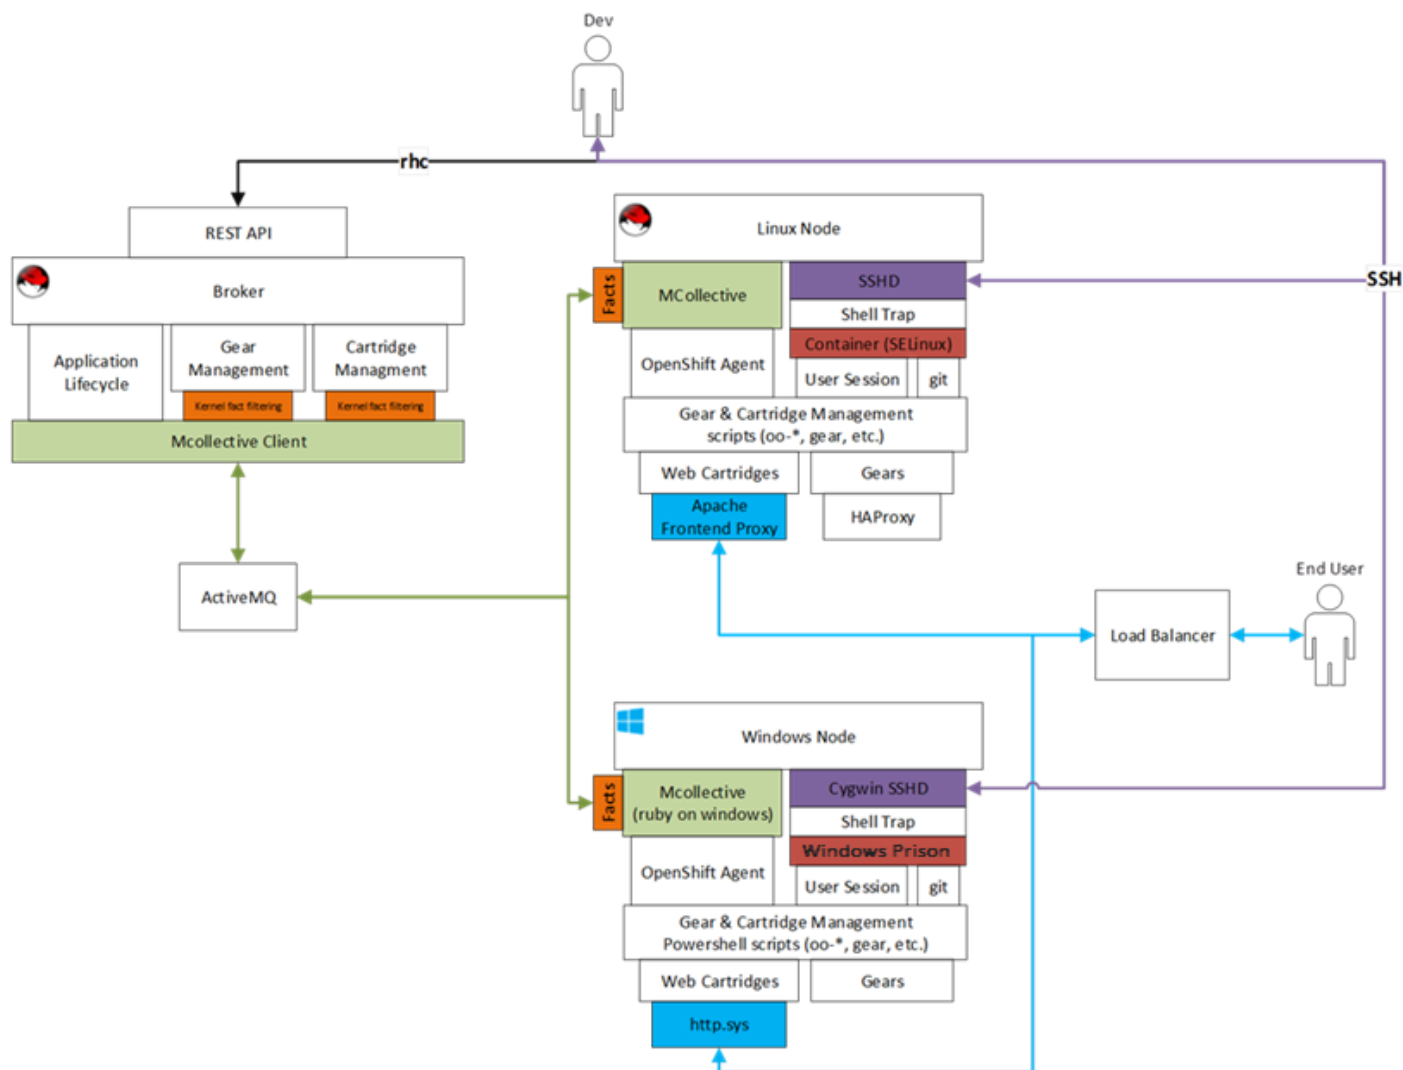 Dev
rhc
REST API
Broker
Application
Lifecycle
Gear
Management
Cartridge
Managment
Kernel fact filtering
Kernel fact filtering
Mcollective Client
ActiveMQ
Linux Node
Facts
MCollective
SSHD
Shell Trap
Container (SELinux)
OpenShift Agent
User Session
git
Gear & Cartridge Management
scripts (oo-*, gear, etc.)
Web Cartridges
Gears
Apache
Frontend Proxy
HAProxy
SSH
End User
Load Balancer
Windows Node
Facts
Mcollective
(ruby on windows)
Cygwin SSHD
Shell Trap
Windows Prison
OpenShift Agent
User Session
git
Gear & Cartridge Management
Powershell scripts (oo-*, gear, etc.)
Web Cartridges
Gears
http.sys